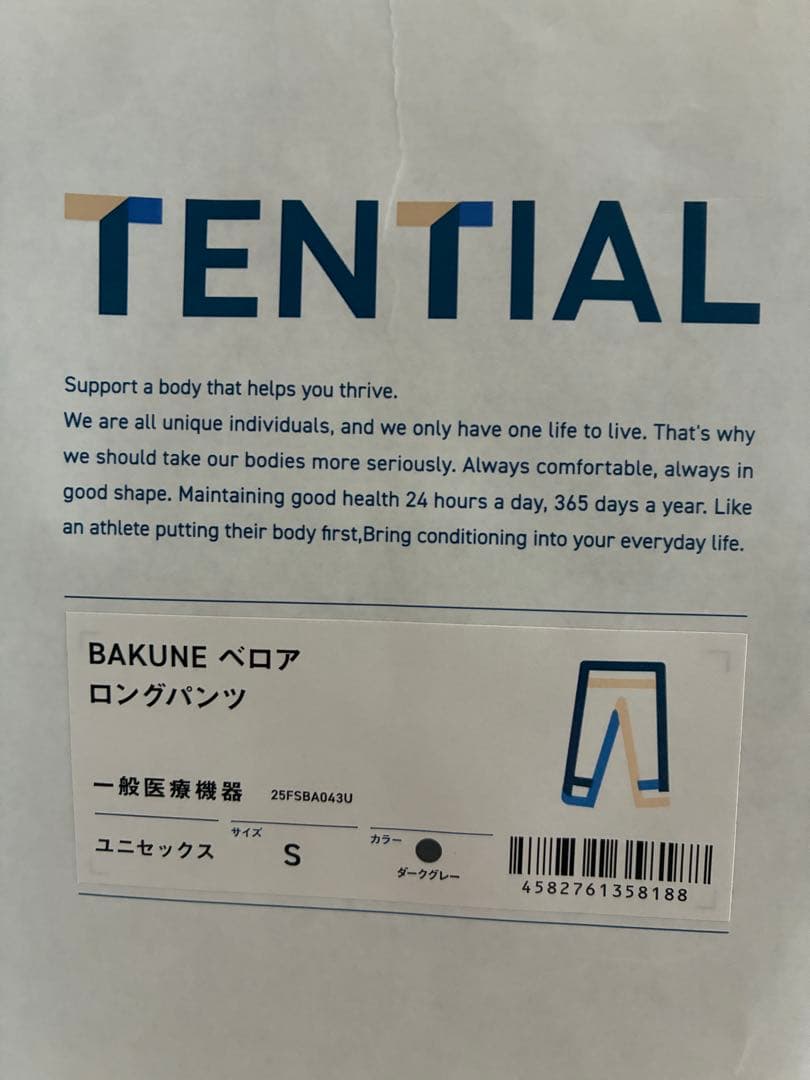 TENTIAL
Support a body that helps you thrive.
We are all unique individuals, and we only have one life to live. That's why
we should take our bodies more seriously. Always comfortable, always in
good shape. Maintaining good health 24 hours a day, 365 days a year. Like
an athlete putting their body first,Bring conditioning into your everyday life.
BAKUNE ベロア
ロングパンツ
一般医療機器 25FSBA043U
ユニセックス サイズ S カラー ダークグレー
4582761358188